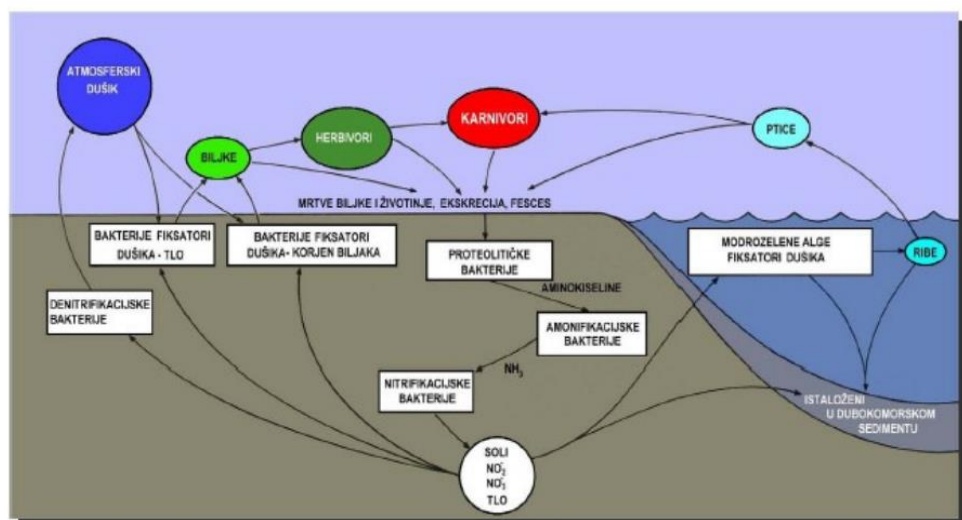 ATMOSFERSKI
DUŠIK
BILJKE
HERBIVORI
KARNIVORI
PTICE
MRTVE BILJKE I ŽIVOTINJE, EKSKRECIJA, FESCES
BAKTERIJE FIKSATORI
DUŠIKA - TLO
BAKTERIJE FIKSATORI
DUŠIKA- KORJEN BILJAKA
PROTEOLITIČKE
BAKTERIJE
MODROZELENE ALGE
FIKSATORI DUŠIKA
RIBE
AMINOKISELINE
DENITRIFIKACIJSKE
BAKTERIJE
AMONIFIKACIJSKE
BAKTERIJE
NH₃
NITRIFIKACIJSKE
BAKTERIJE
ISTALOŽENI
U DUBOKOMORSKOM
SEDIMENTU
SOLI
NO₂⁻
NO₃⁻
TLO